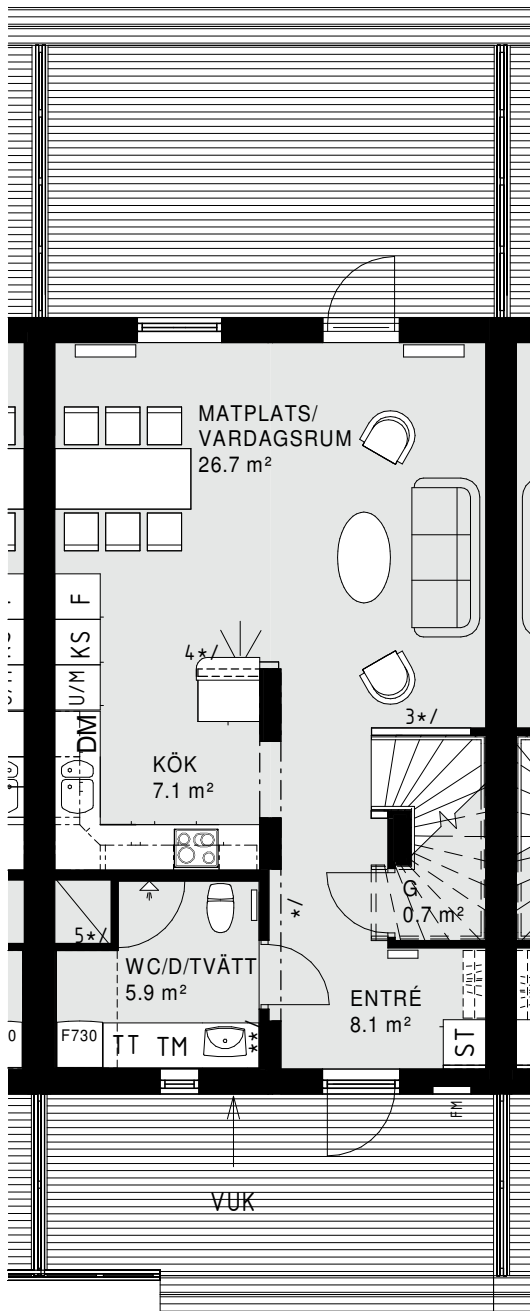 MATPLATS/
VARDAGSRUM
26.7 m²
F
KS
U/M
DM
4*/
3*/
KÖK
7.1 m²
G
0.7 m²
*/
5*/
WC/D/TVÄTT
5.9 m²
ENTRÉ
8.1 m²
F730
TT
TM
**/
ST
FM
VUK